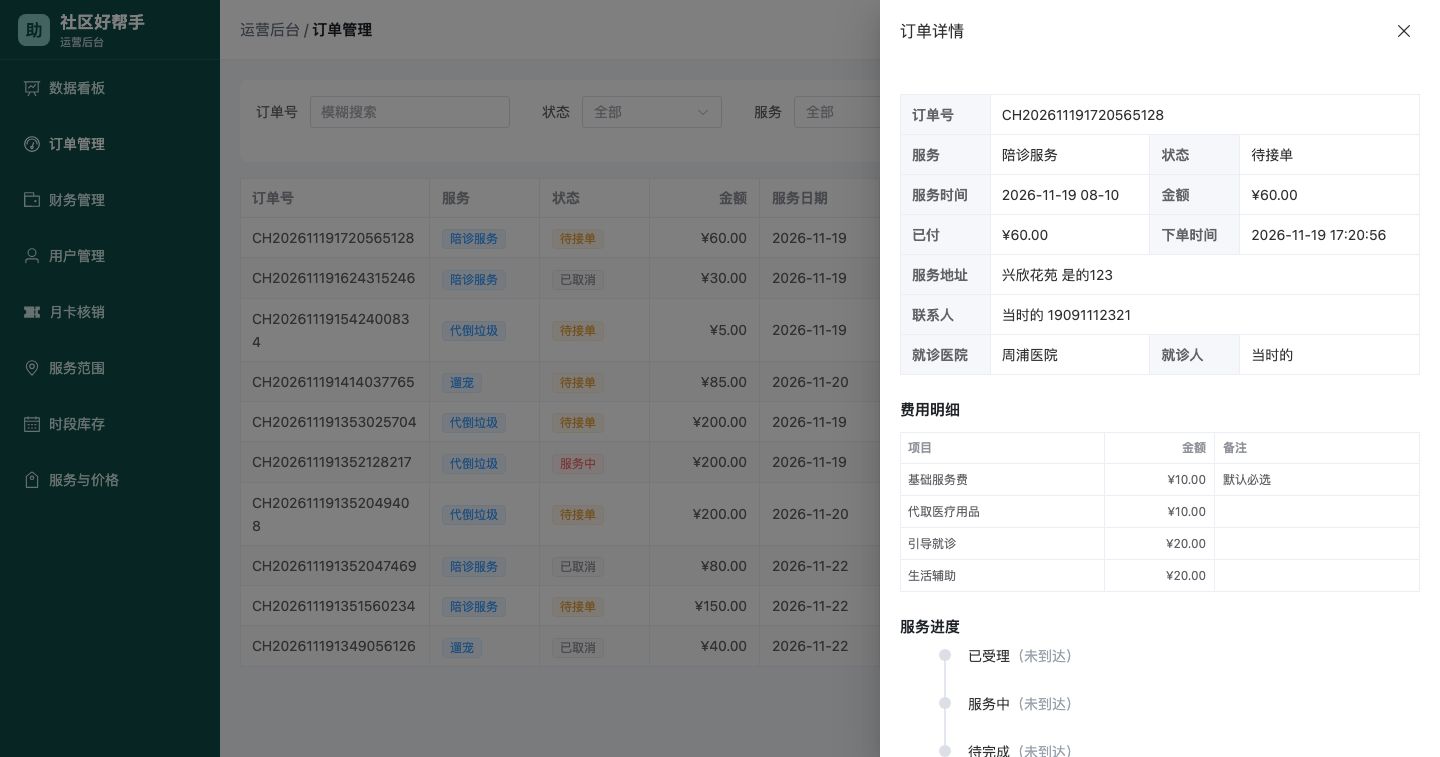 助 社区好帮手
运营后台
数据看板
订单管理
财务管理
用户管理
月卡核销
服务范围
时段库存
服务与价格
运营后台 / 订单管理
订单号 模糊搜索 状态 全部 服务 全部
订单号 服务 状态 金额 服务日期
CH202611191720565128 陪诊服务 待接单 ¥60.00 2026-11-19
CH202611191624315246 陪诊服务 已取消 ¥30.00 2026-11-19
CH20261119154240083
4 代倒垃圾 待接单 ¥5.00 2026-11-19
CH202611191414037765 遛宠 待接单 ¥85.00 2026-11-20
CH202611191353025704 代倒垃圾 待接单 ¥200.00 2026-11-19
CH202611191352128217 代倒垃圾 服务中 ¥200.00 2026-11-19
CH20261119135204940
8 代倒垃圾 待接单 ¥200.00 2026-11-20
CH202611191352047469 陪诊服务 已取消 ¥80.00 2026-11-22
CH202611191351560234 陪诊服务 待接单 ¥150.00 2026-11-22
CH202611191349056126 遛宠 已取消 ¥40.00 2026-11-22
订单详情
订单号 CH202611191720565128
服务 陪诊服务 状态 待接单
服务时间 2026-11-19 08-10 金额 ¥60.00
已付 ¥60.00 下单时间 2026-11-19 17:20:56
服务地址 兴欣花苑 是的123
联系人 当时的 19091112321
就诊医院 周浦医院 就诊人 当时的
费用明细
项目 金额 备注
基础服务费 ¥10.00 默认必选
代取医疗用品 ¥10.00
引导就诊 ¥20.00
生活辅助 ¥20.00
服务进度
已受理（未到达）
服务中（未到达）
待完成（未到达）